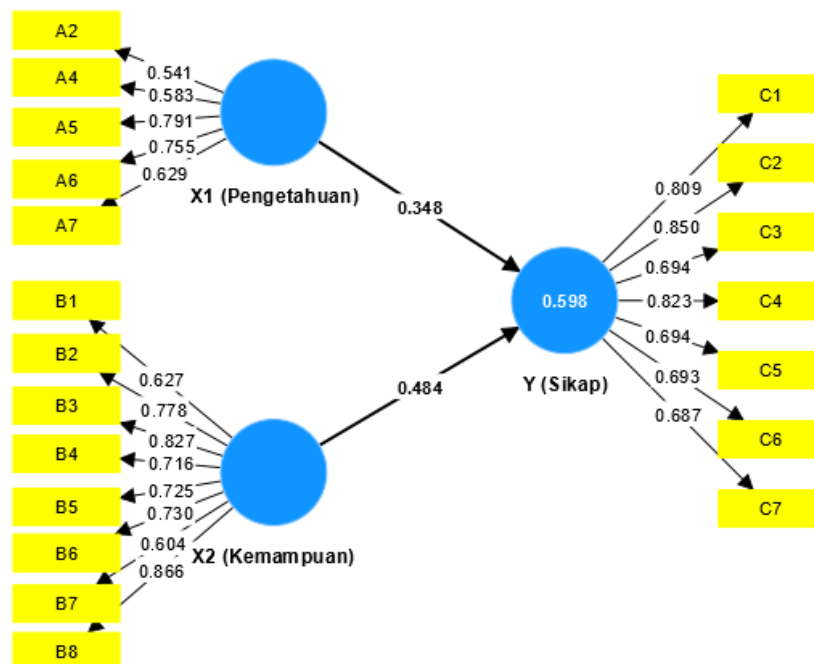 A2
A4
A5
A6
A7
0.541
0.583
0.791
0.755
0.629
X1 (Pengetahuan)
0.348
B1
B2
B3
B4
B5
B6
B7
B8
0.627
0.778
0.827
0.716
0.725
0.730
0.604
0.866
X2 (Kemampuan)
0.484
0.598
Y (Sikap)
0.809
0.850
0.694
0.823
0.694
0.693
0.687
C1
C2
C3
C4
C5
C6
C7